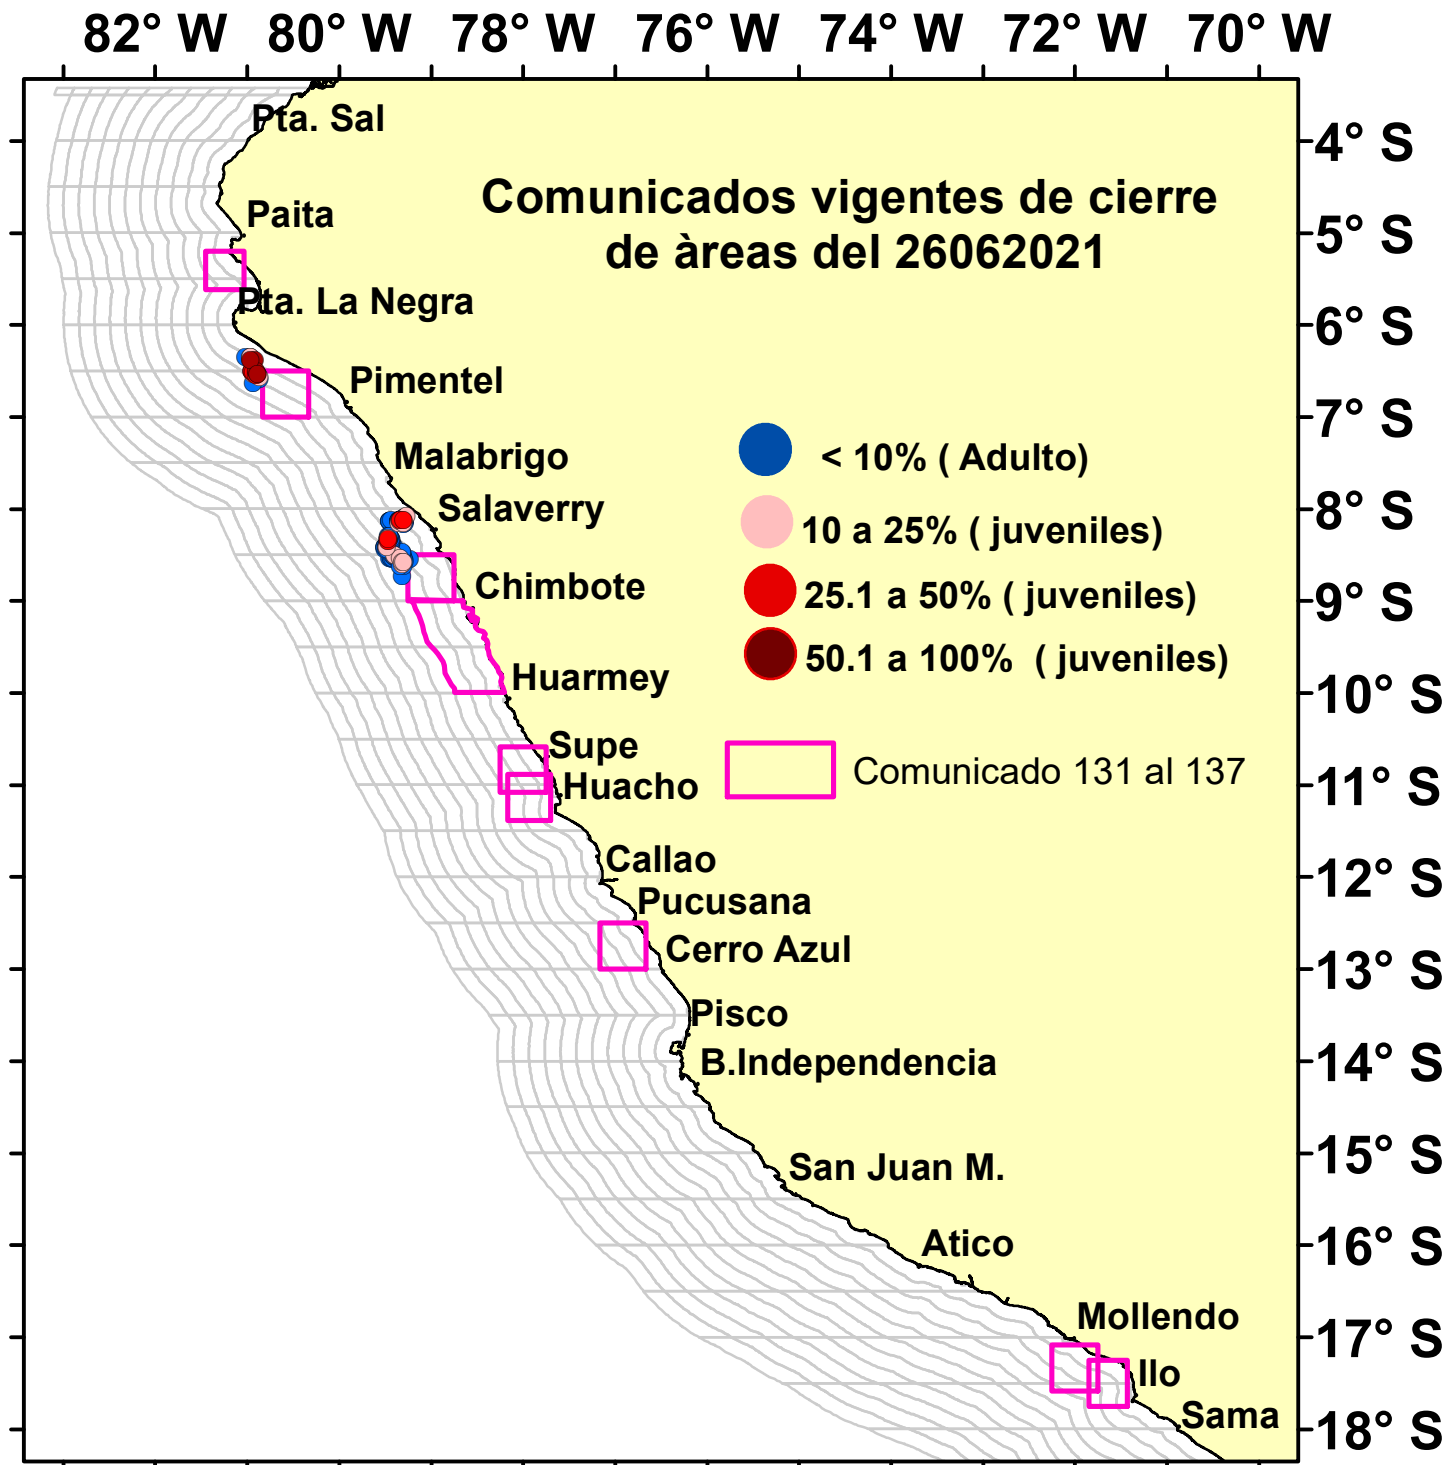 82° W 80° W 78° W 76° W 74° W 72° W 70° W
Pta. Sal
4° S
Comunicados vigentes de cierre
de àreas del 26062021
Paita
5° S
Pta. La Negra
6° S
Pimentel
7° S
< 10% ( Adulto)
Malabrigo
Salaverry
8° S
10 a 25% ( juveniles)
Chimbote
25.1 a 50% ( juveniles)
9° S
50.1 a 100% ( juveniles)
Huarmey
10° S
Supe
Comunicado 131 al 137
Huacho
11° S
Callao
12° S
Pucusana
Cerro Azul
13° S
Pisco
B.Independencia
14° S
San Juan M.
15° S
Atico
16° S
Mollendo
17° S
Ilo
Sama
18° S